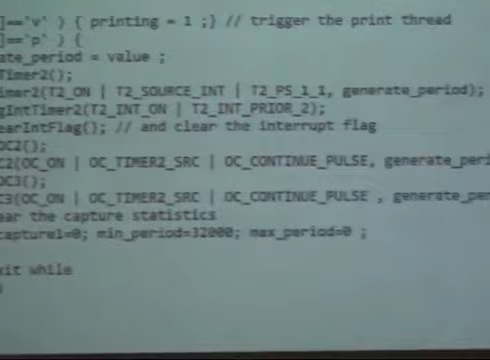 ]=='v' ) { printing = 1 ;} // trigger the print thread
]=='p' ) {
ate_period = value ;
Timer2();
imer2(T2_ON | T2_SOURCE_INT | T2_PS_1_1, generate_period);
gIntTimer2(T2_INT_ON | T2_INT_PRIOR_2);
earIntFlag(); // and clear the interrupt flag
OC2();
C2(OC_ON | OC_TIMER2_SRC | OC_CONTINUE_PULSE, generate_peri
OC3();
C3(OC_ON | OC_TIMER2_SRC | OC_CONTINUE_PULSE , generate_per
ear the capture statistics
capture1=0; min_period=32000; max_period=0 ;
xit while